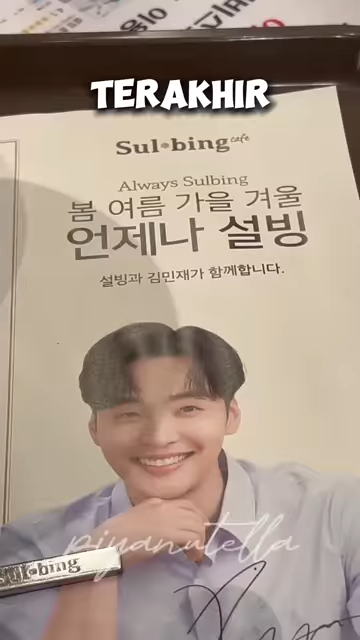 TERAKHIR
Sul•bing cafe
Always Sulbing
봄 여름 가을 겨울
언제나 설빙
설빙과 김민재가 함께합니다.
piyanutella
Sul•bing